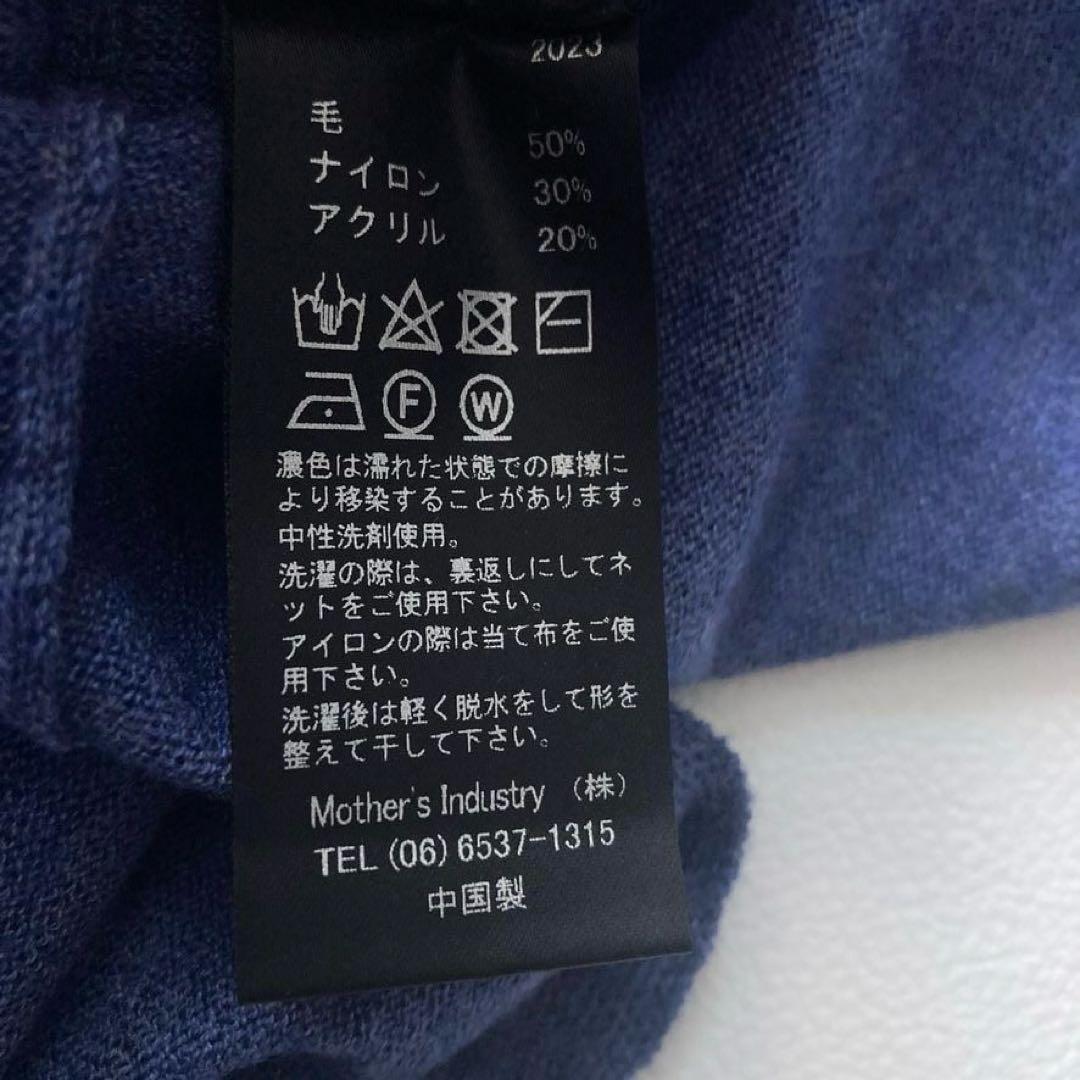 2023
毛 50%
ナイロン 30%
アクリル 20%
F W
濃色は濡れた状態での摩擦に
より移染することがあります。
中性洗剤使用。
洗濯の際は、裏返しにしてネ
ットをご使用下さい。
アイロンの際は当て布をご使
用下さい。
洗濯後は軽く脱水をして形を
整えて干して下さい。
Mother's Industry (株)
TEL (06) 6537-1315
中国製